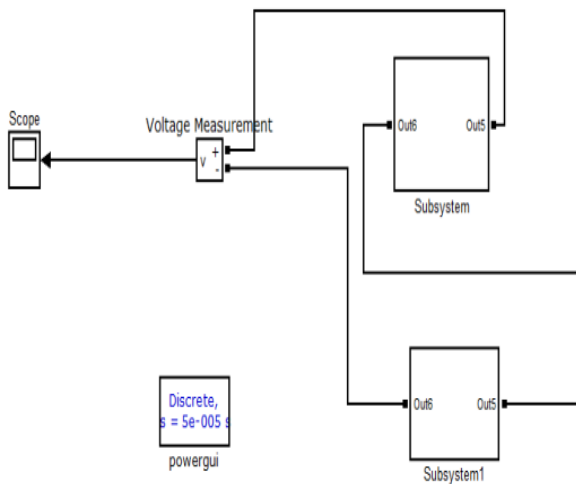 Scope
Voltage Measurement
v
+
-
Out6
Out5
Subsystem
Out6
Out5
Subsystem1
Discrete,
s = 5e-005 s
powergui